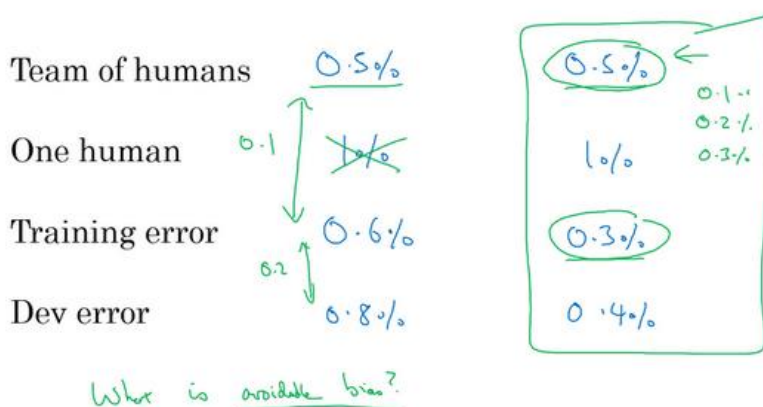 Team of humans 0.5% 0.5%
0.1
0.2%
One human 0.1 1% 1% 0.3%
Training error 0.6% 0.3%
0.2
Dev error 0.8% 0.4%
What is avoidable bias?